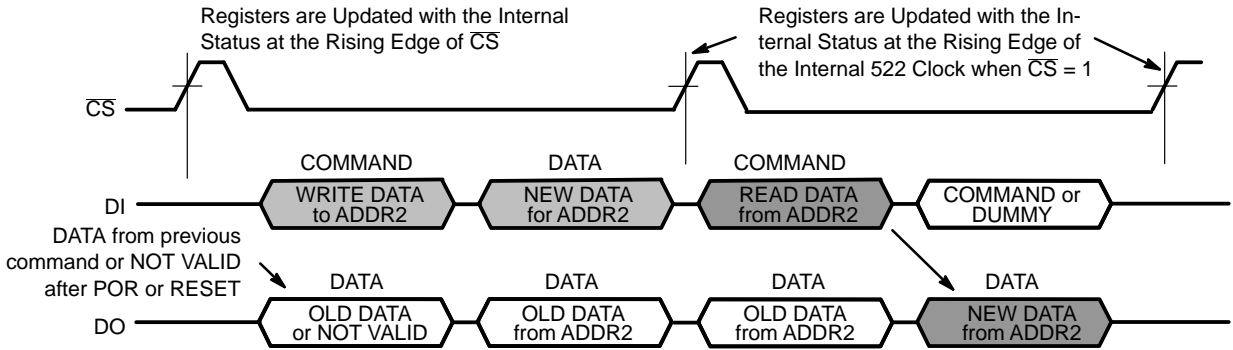 Registers are Updated with the Internal
Status at the Rising Edge of CS
Registers are Updated with the In-
ternal Status at the Rising Edge of
the Internal 522 Clock when CS = 1
CS
COMMAND
DATA
COMMAND
DI
WRITE DATA
to ADDR2
NEW DATA
for ADDR2
READ DATA
from ADDR2
COMMAND or
DUMMY
DATA from previous
command or NOT VALID
after POR or RESET
DATA
DATA
DATA
DATA
DO
OLD DATA
or NOT VALID
OLD DATA
from ADDR2
OLD DATA
from ADDR2
NEW DATA
from ADDR2